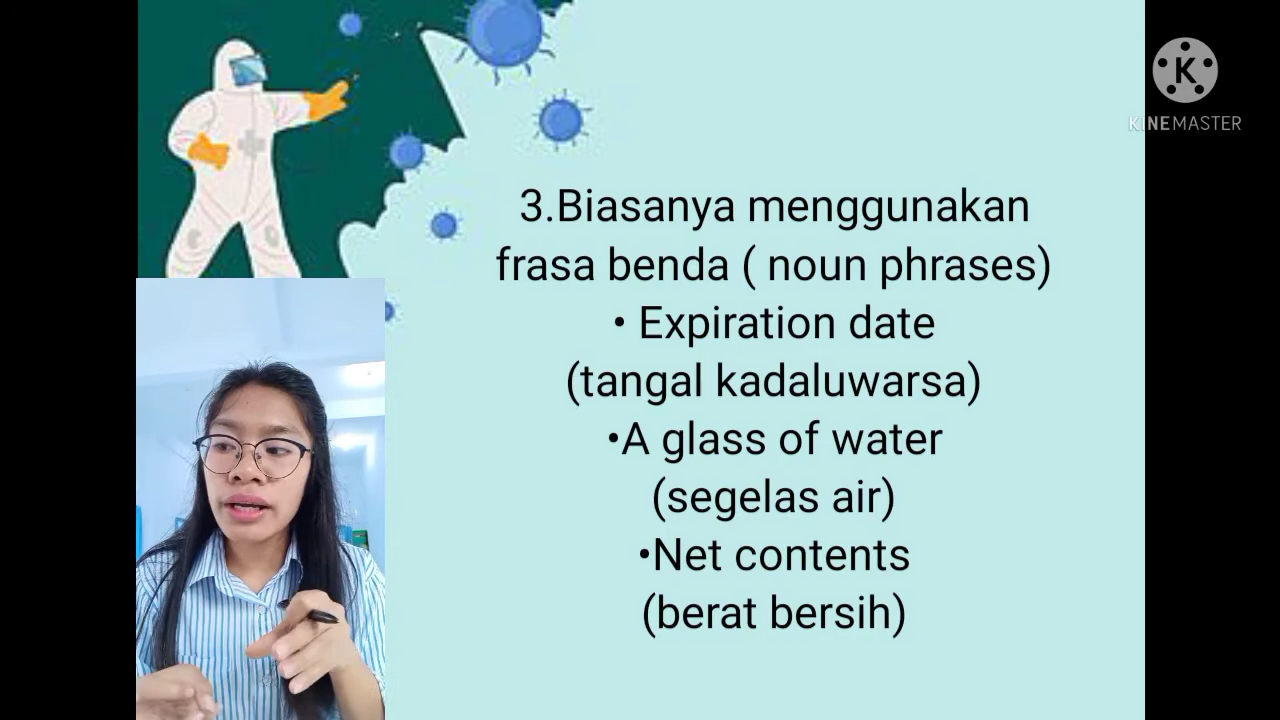 K
KINEMASTER
3.Biasanya menggunakan
frasa benda ( noun phrases)
• Expiration date
(tangal kadaluwarsa)
•A glass of water
(segelas air)
•Net contents
(berat bersih)